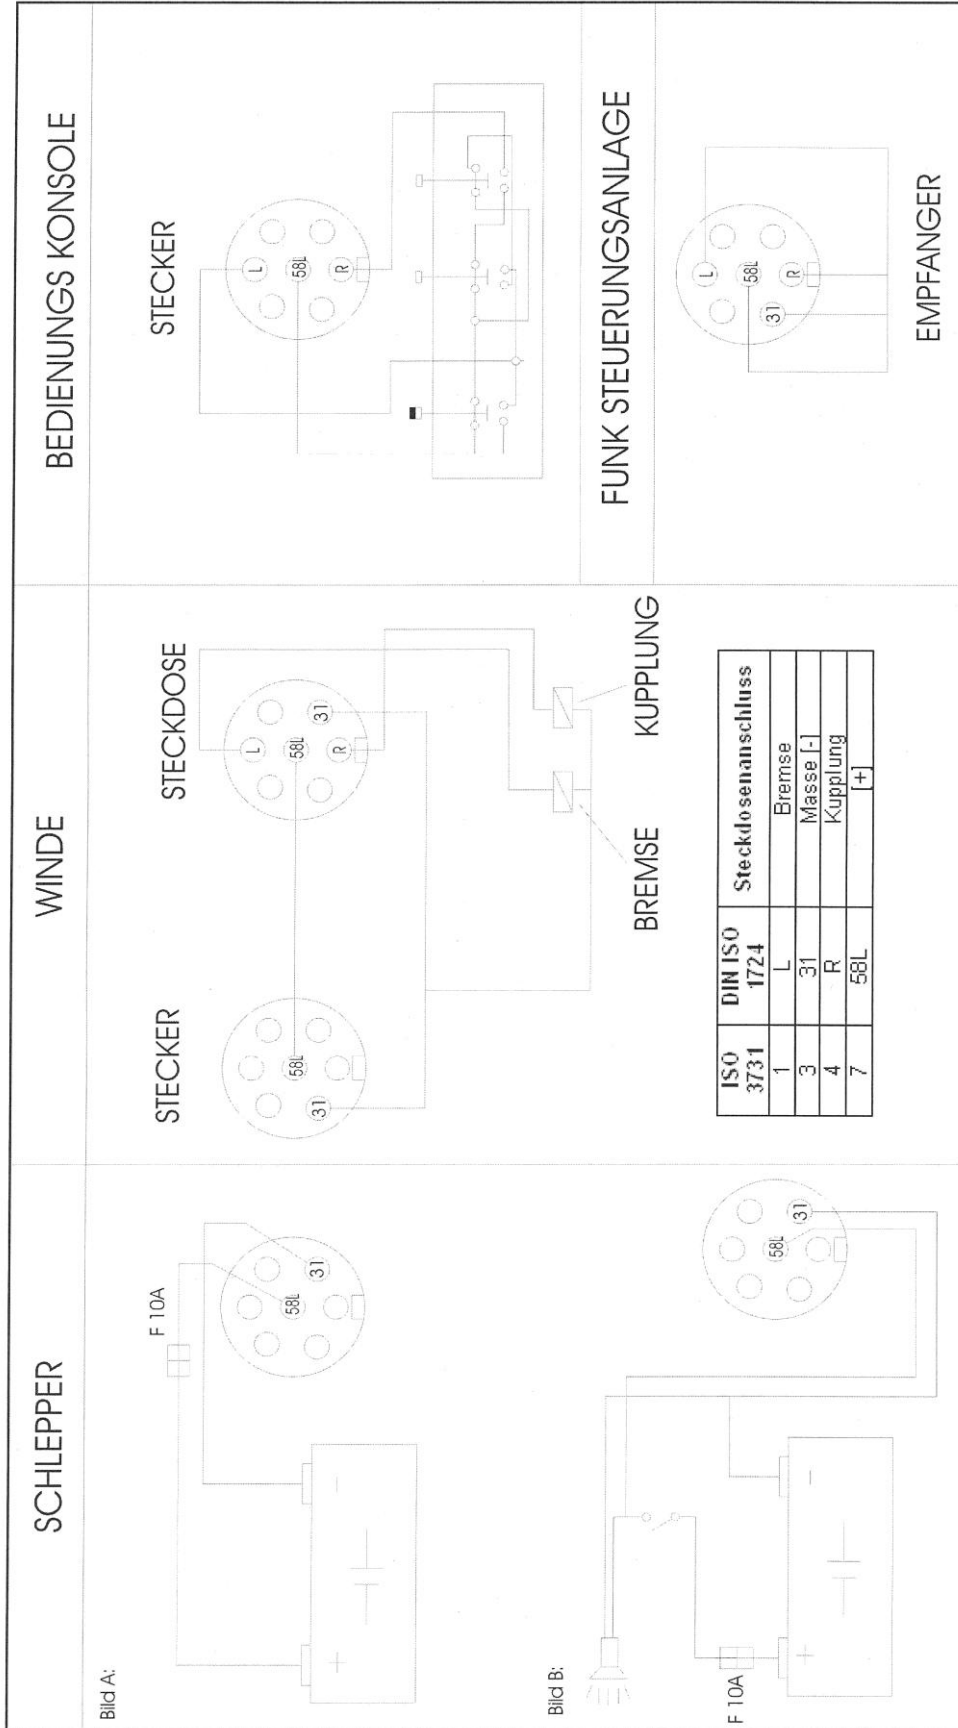 SCHLEPPER
WINDE
BEDIENUNGS KONSOLE
Bild A:
F 10A
+
-
58L
31
Bild B:
F 10A
+
-
58L
31
STECKER
58L
31
STECKDOSE
L
58L
31
R
BREMSE
KUPPLUNG
ISO 3731 DIN ISO 1724 Steckdosenanschluss
1 L Bremse
3 31 Masse [-]
4 R Kupplung
7 58L [+]
STECKER
L
58L
R
FUNK STEUERUNGSANLAGE
L
58L
31
R
EMPFANGER